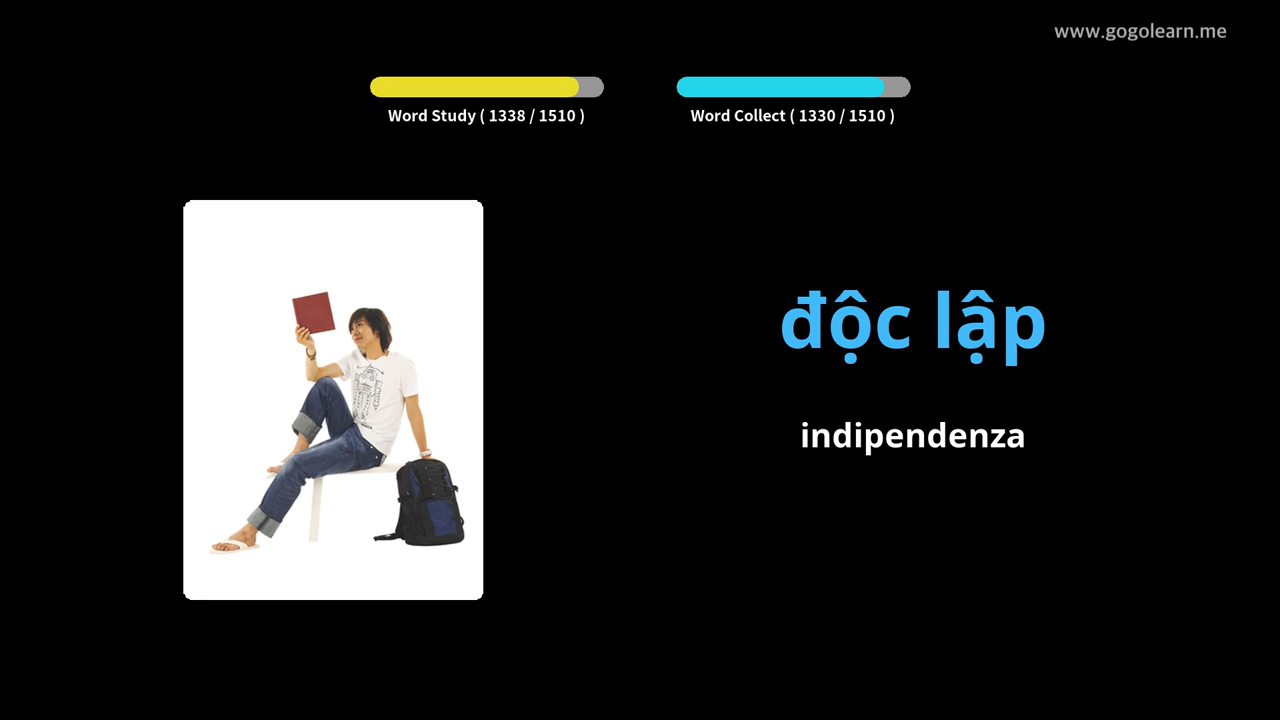 www.gogolearn.me
Word Study ( 1338 / 1510 )
Word Collect ( 1330 / 1510 )
độc lập
indipendenza